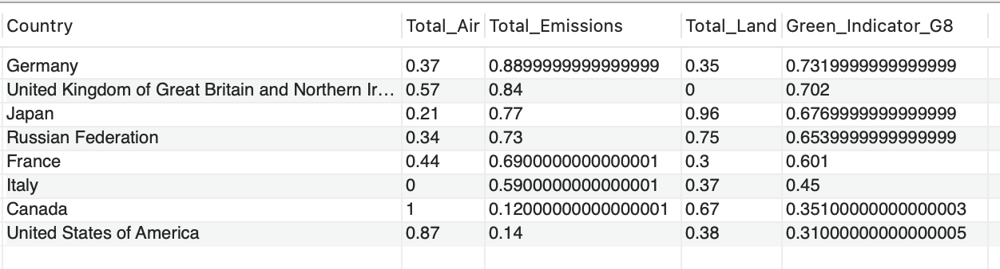 Country Total_Air Total_Emissions Total_Land Green_Indicator_G8
Germany 0.37 0.8899999999999999 0.35 0.7319999999999999
United Kingdom of Great Britain and Northern Ir... 0.57 0.84 0 0.702
Japan 0.21 0.77 0.96 0.6769999999999999
Russian Federation 0.34 0.73 0.75 0.6539999999999999
France 0.44 0.6900000000000001 0.3 0.601
Italy 0 0.5900000000000001 0.37 0.45
Canada 1 0.12000000000000001 0.67 0.35100000000000003
United States of America 0.87 0.14 0.38 0.31000000000000005